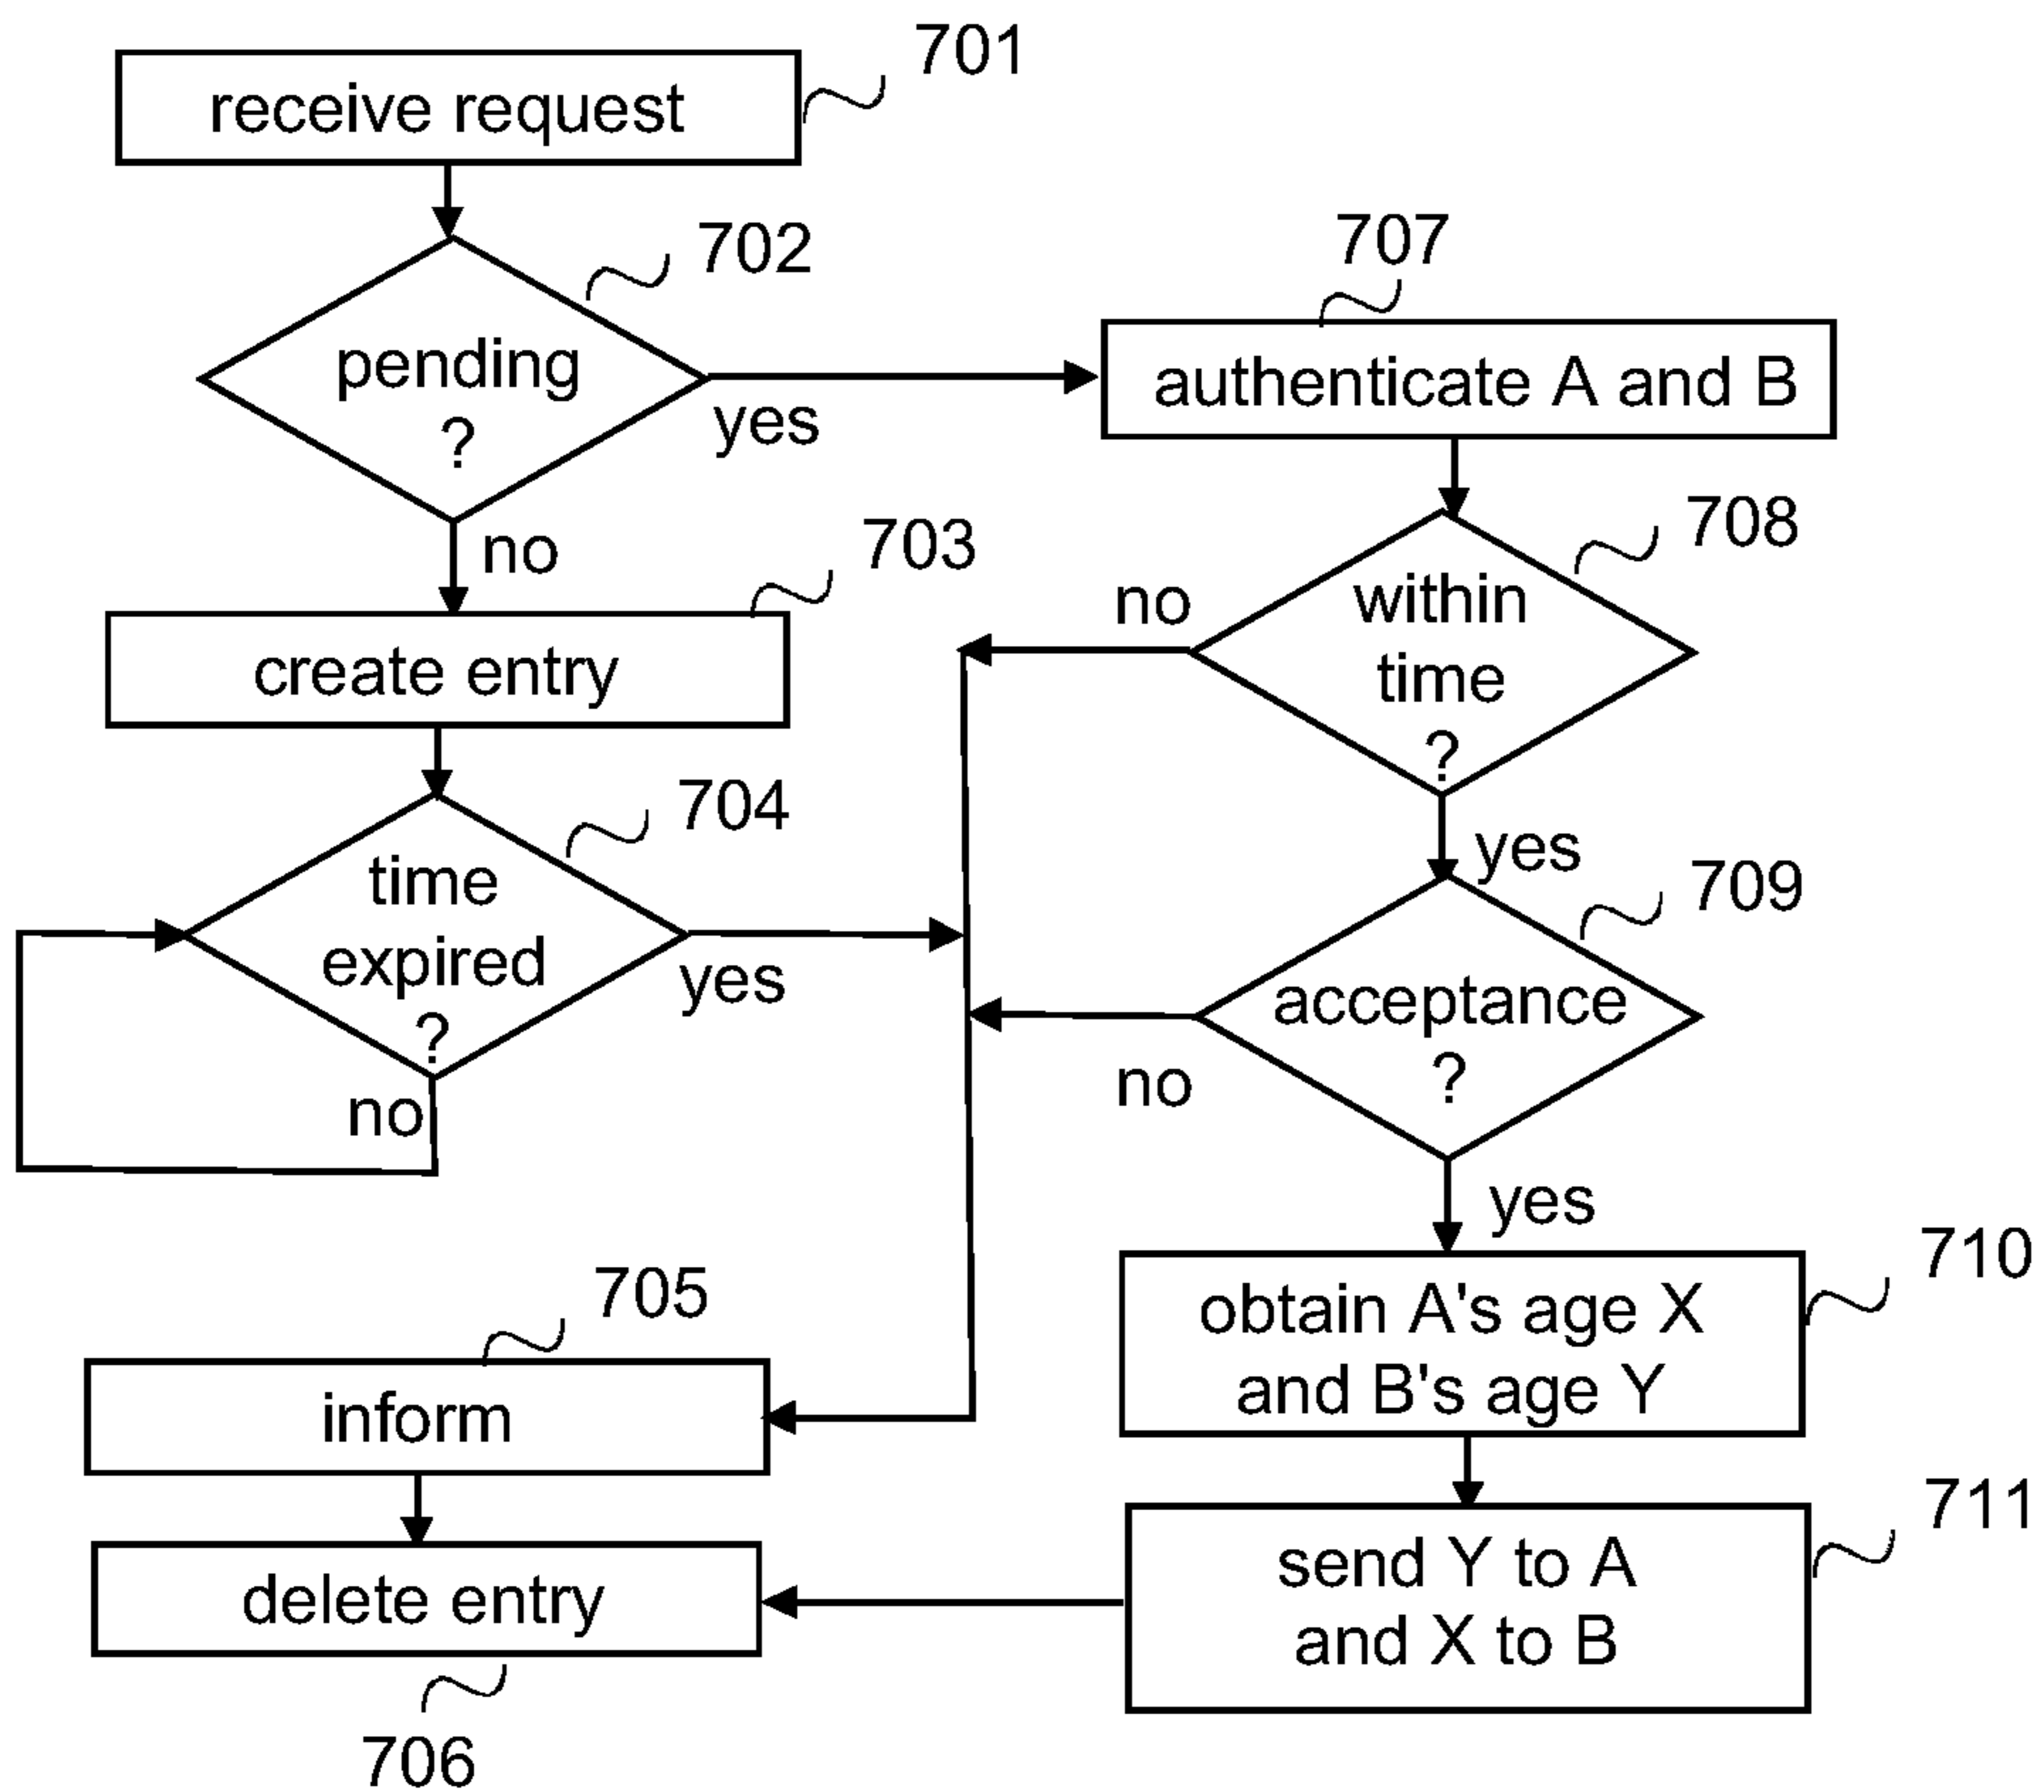 701
receive request
702
pending
?
yes
no
703
create entry
704
time
expired
?
yes
no
705
inform
delete entry
706
707
authenticate A and B
708
within
time
?
no
yes
709
acceptance
?
no
yes
710
obtain A's age X
and B's age Y
711
send Y to A
and X to B